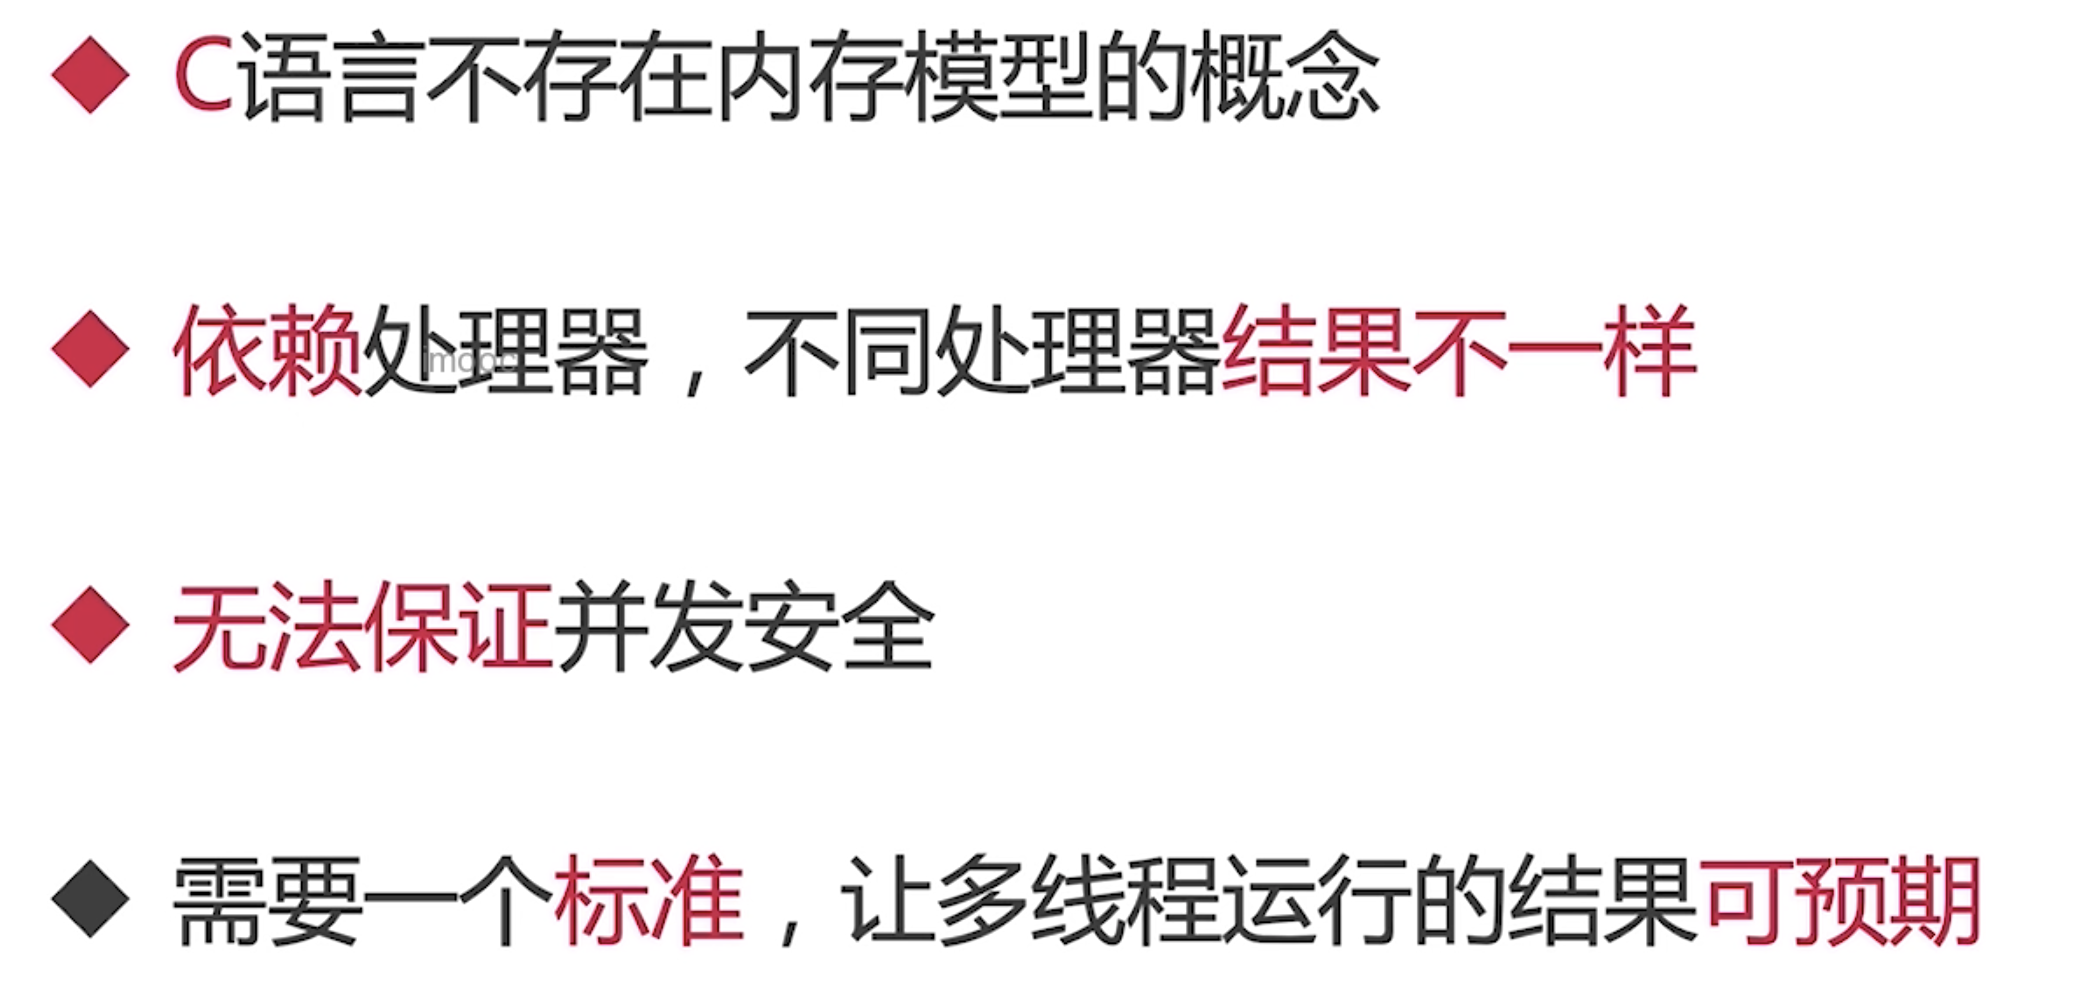 C语言不存在内存模型的概念
依赖处理器，不同处理器结果不一样
imooc
无法保证并发安全
需要一个标准，让多线程运行的结果可预期